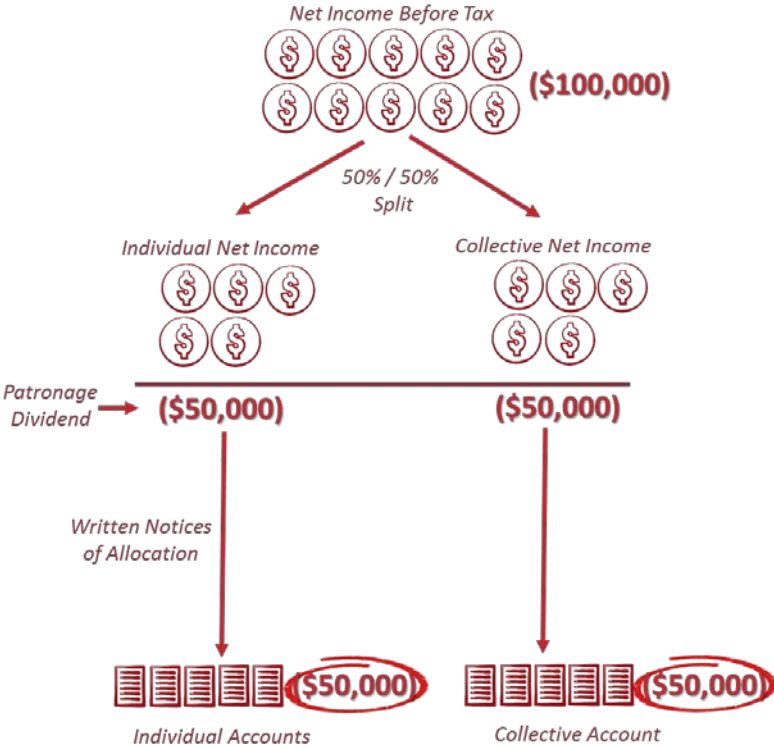 Net Income Before Tax
($100,000)
50% / 50%
Split
Individual Net Income
Collective Net Income
Patronage
Dividend
($50,000)
($50,000)
Written Notices
of Allocation
($50,000)
($50,000)
Individual Accounts
Collective Account